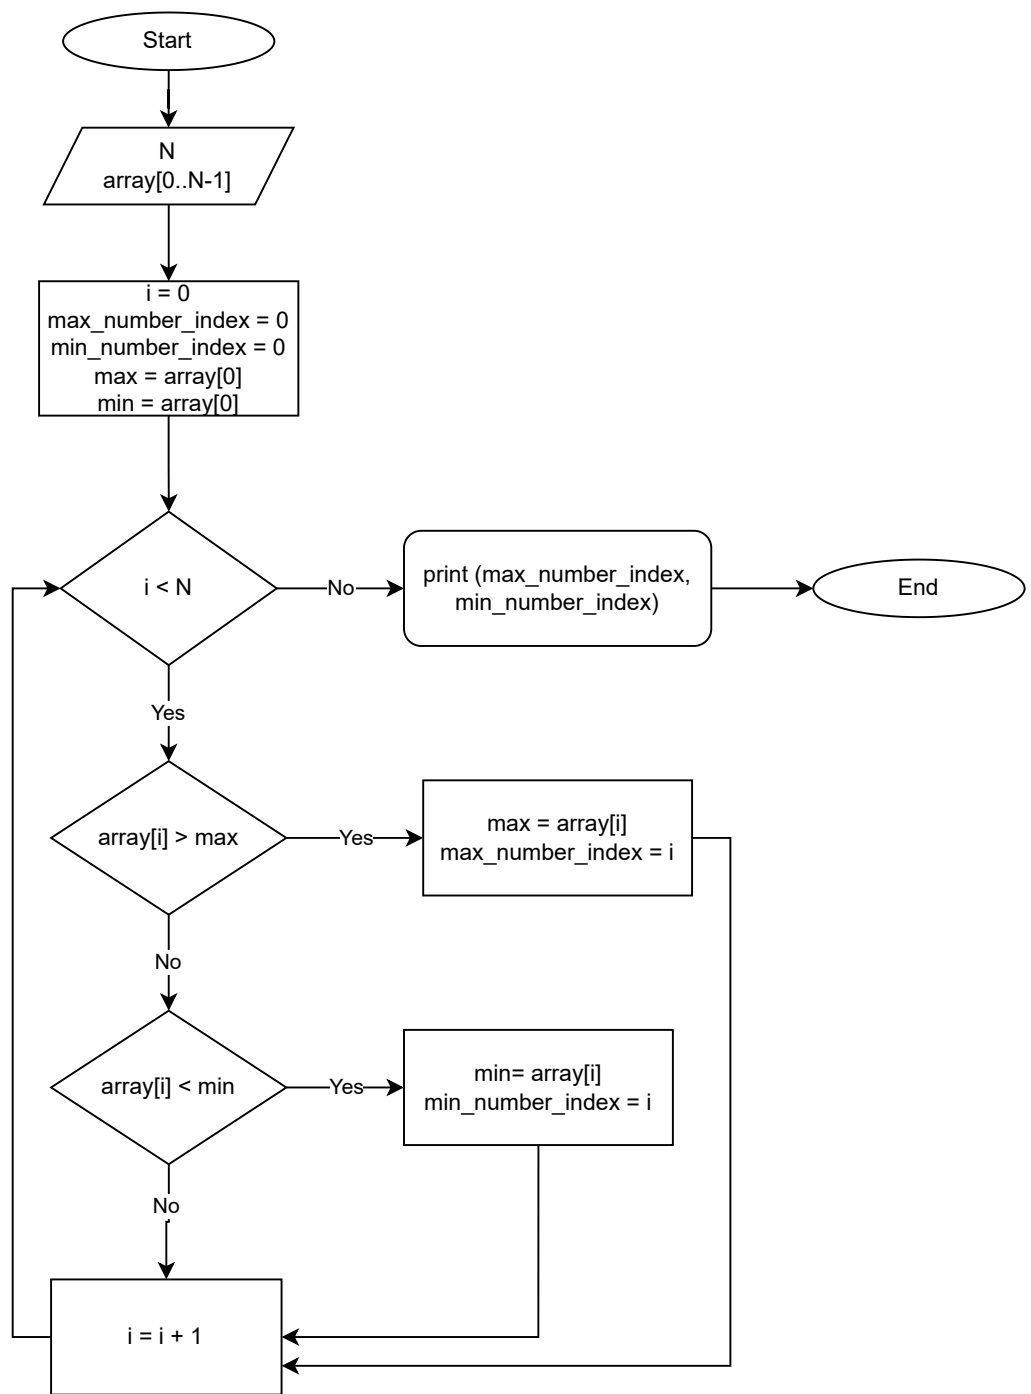 Start
N
array[0..N-1]
i = 0
max_number_index = 0
min_number_index = 0
max = array[0]
min = array[0]
i < N
No
print (max_number_index,
min_number_index)
End
Yes
array[i] > max
Yes
max = array[i]
max_number_index = i
No
array[i] < min
Yes
min= array[i]
min_number_index = i
No
i = i + 1